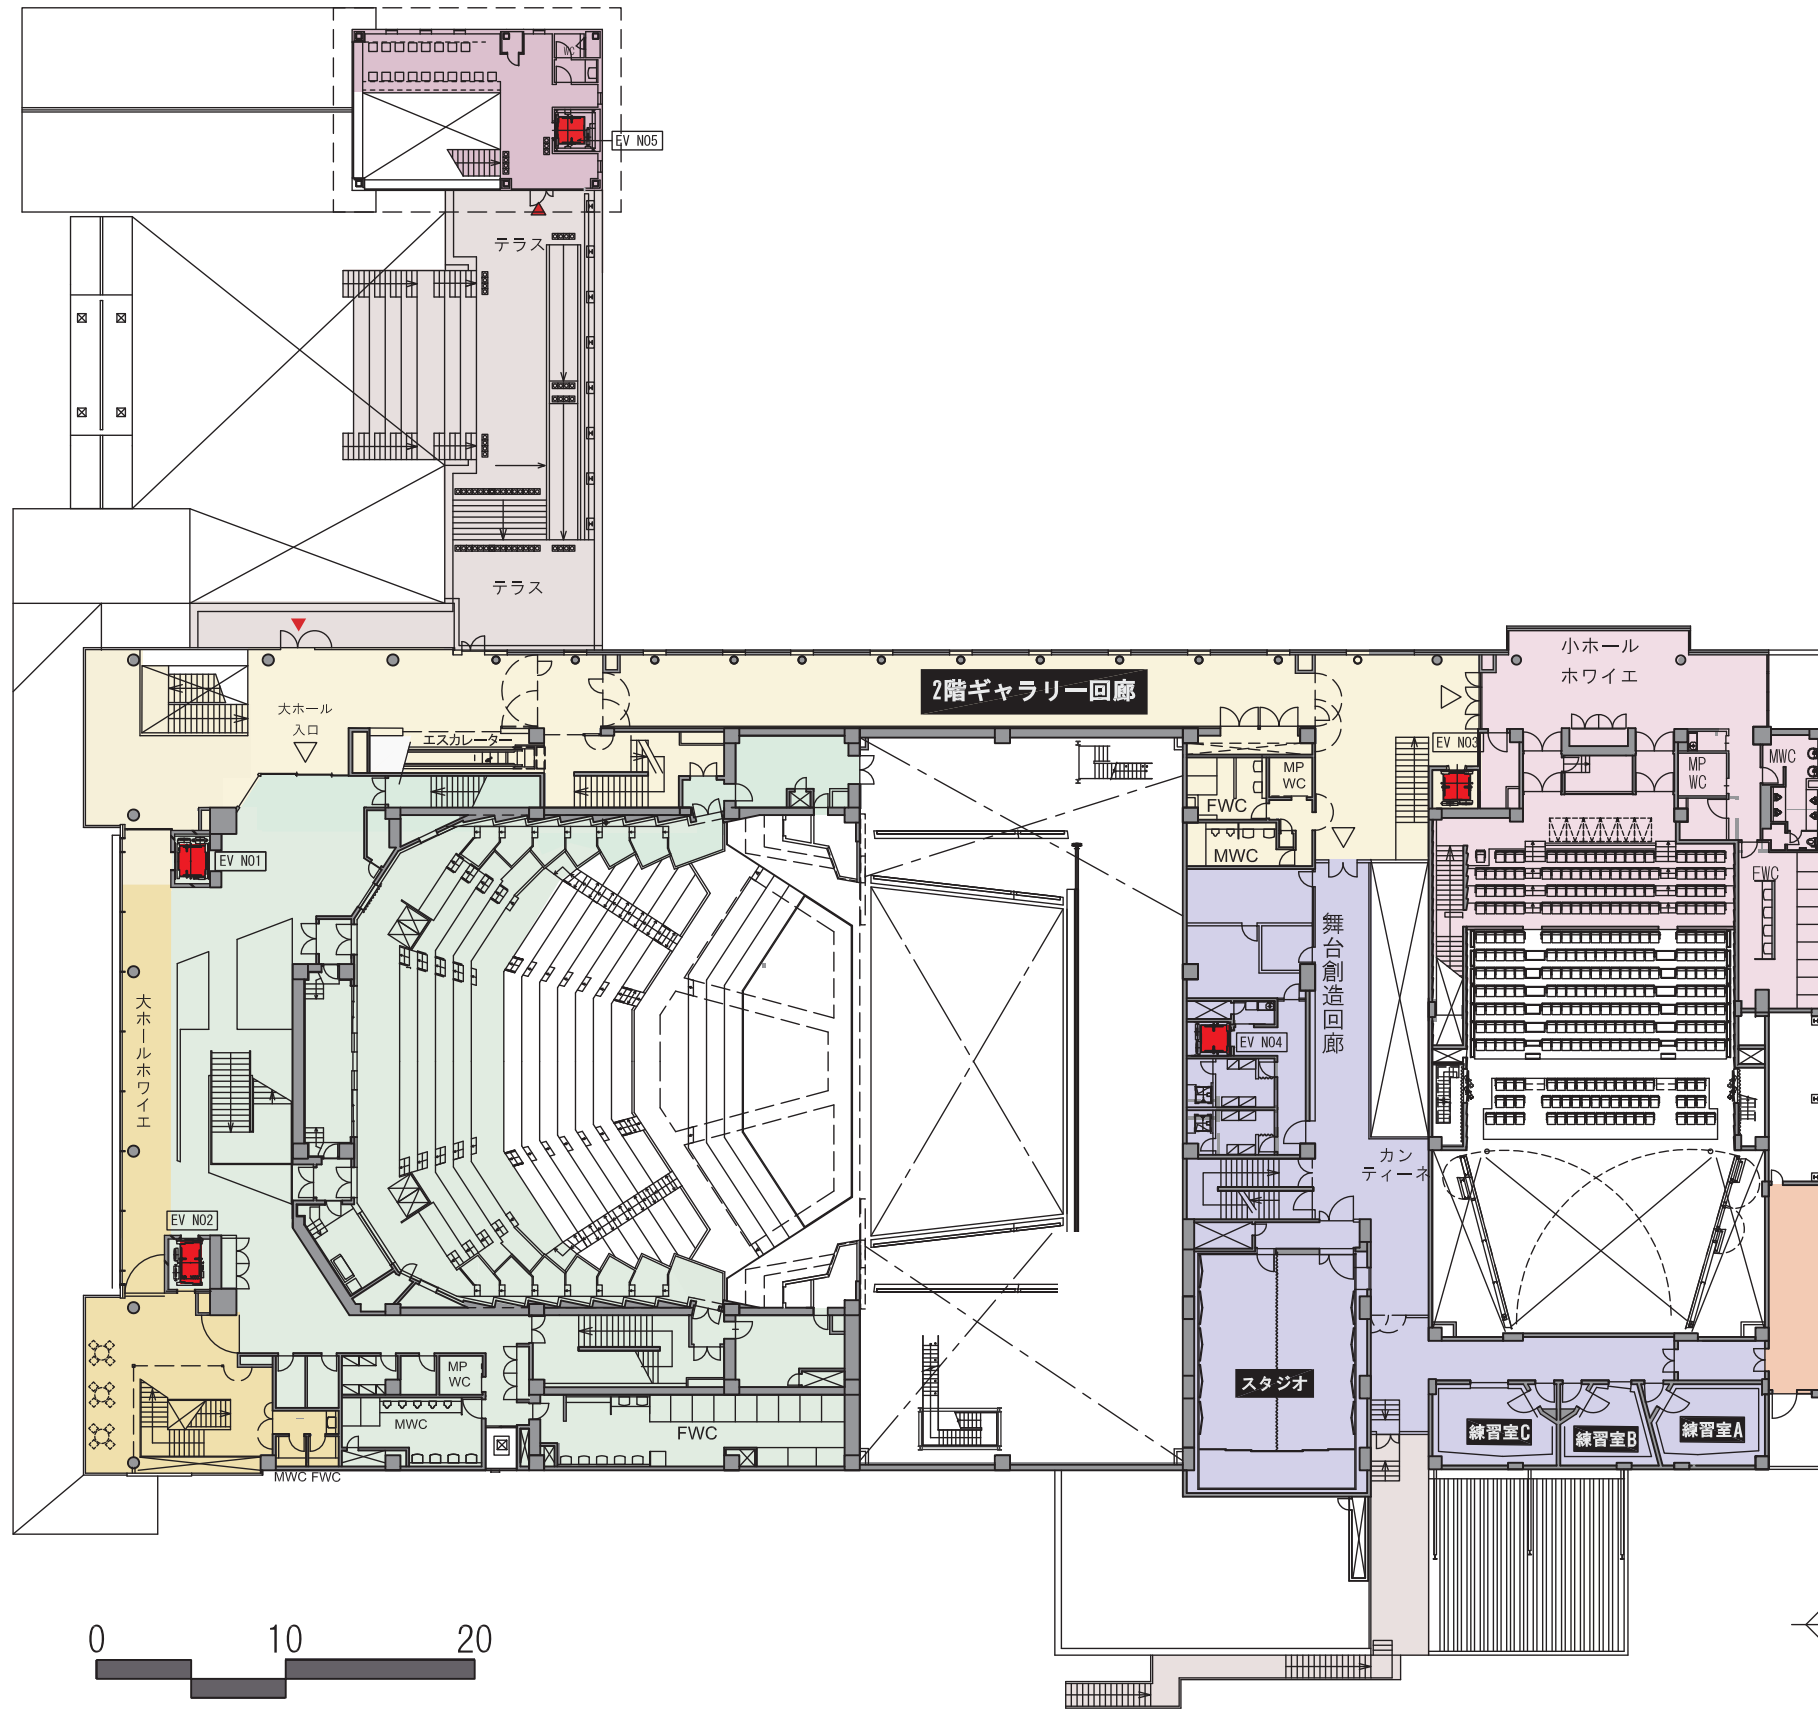 WC
EV NO5
テラス
テラス
小ホール
ホワイエ
2階ギャラリー回廊
大ホール
入口
エスカレーター
EV NO3
MP
WC
MWC
MP
WC
FWC
MWC
EV NO1
FWC
舞台創造回廊
大ホールホワイエ
EV NO4
カン
ティーネ
EV NO2
MP
WC
スタジオ
MWC
FWC
練習室C
練習室B
練習室A
MWC FWC
0 10 20